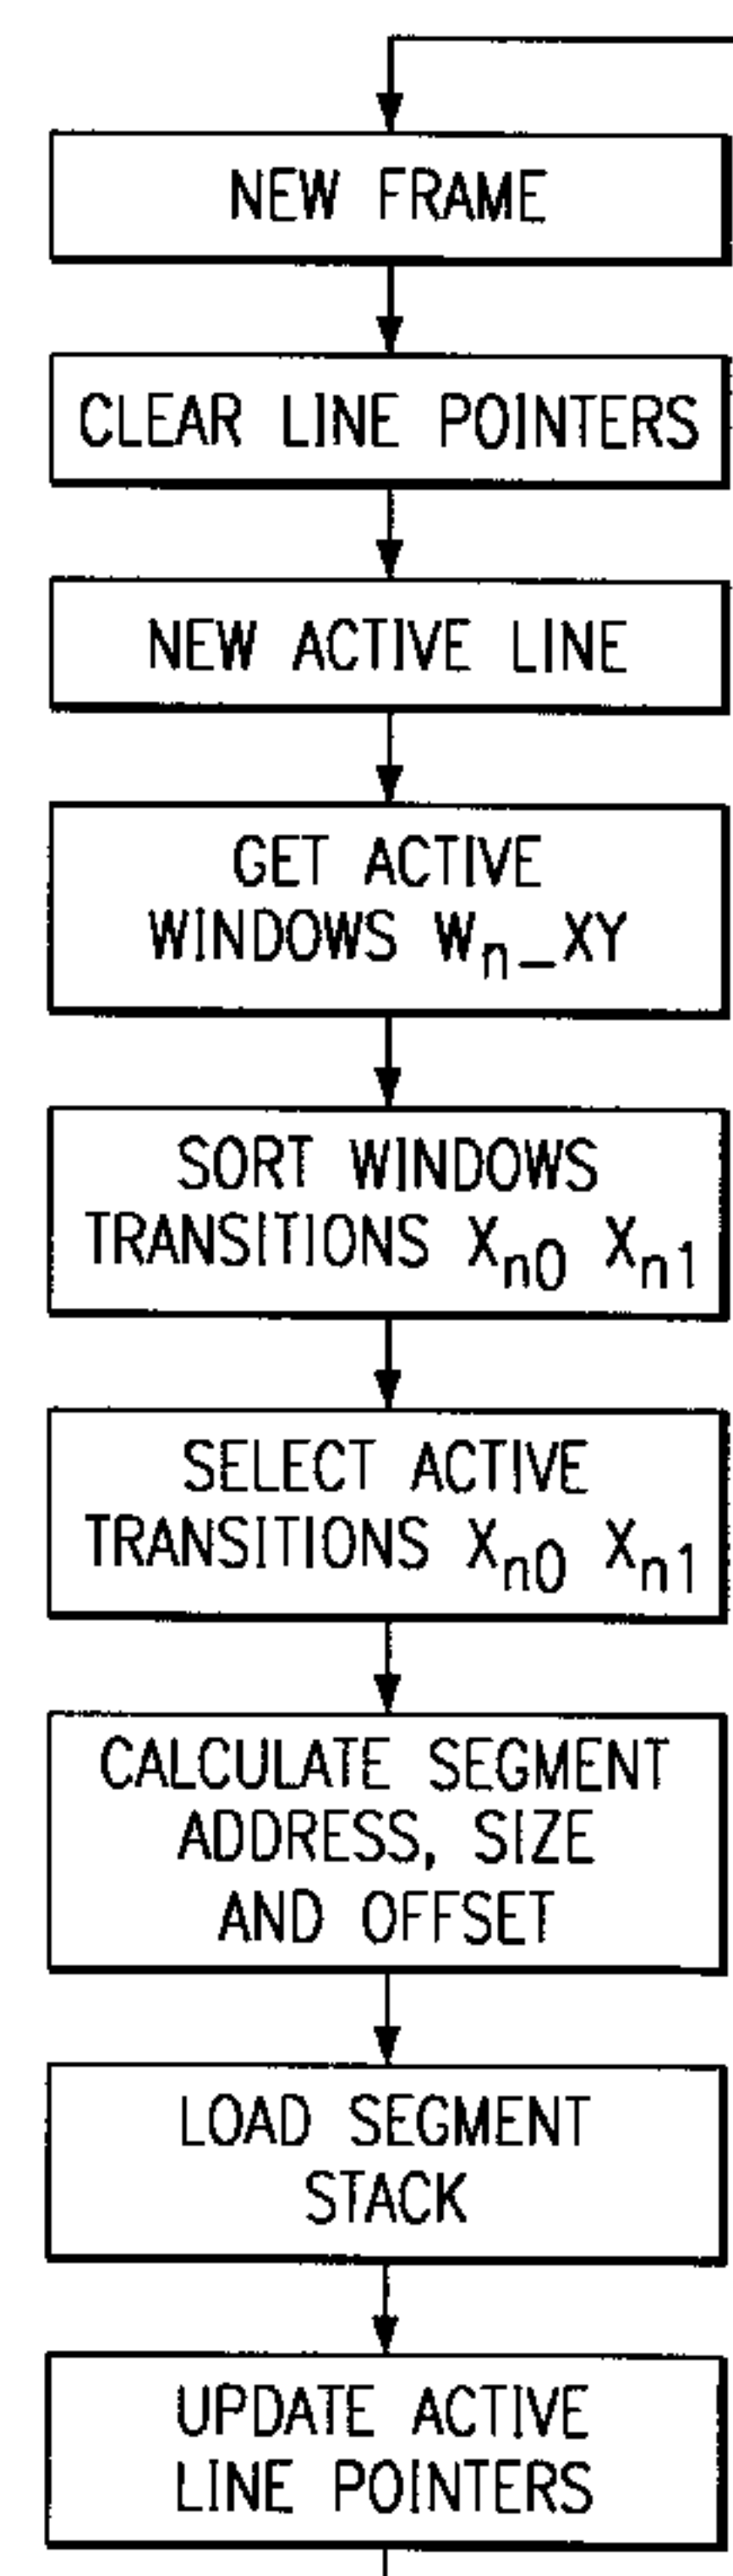 NEW FRAME
CLEAR LINE POINTERS
NEW ACTIVE LINE
GET ACTIVE
WINDOWS Wn_XY
SORT WINDOWS
TRANSITIONS Xn0 Xn1
SELECT ACTIVE
TRANSITIONS Xn0 Xn1
CALCULATE SEGMENT
ADDRESS, SIZE
AND OFFSET
LOAD SEGMENT
STACK
UPDATE ACTIVE
LINE POINTERS